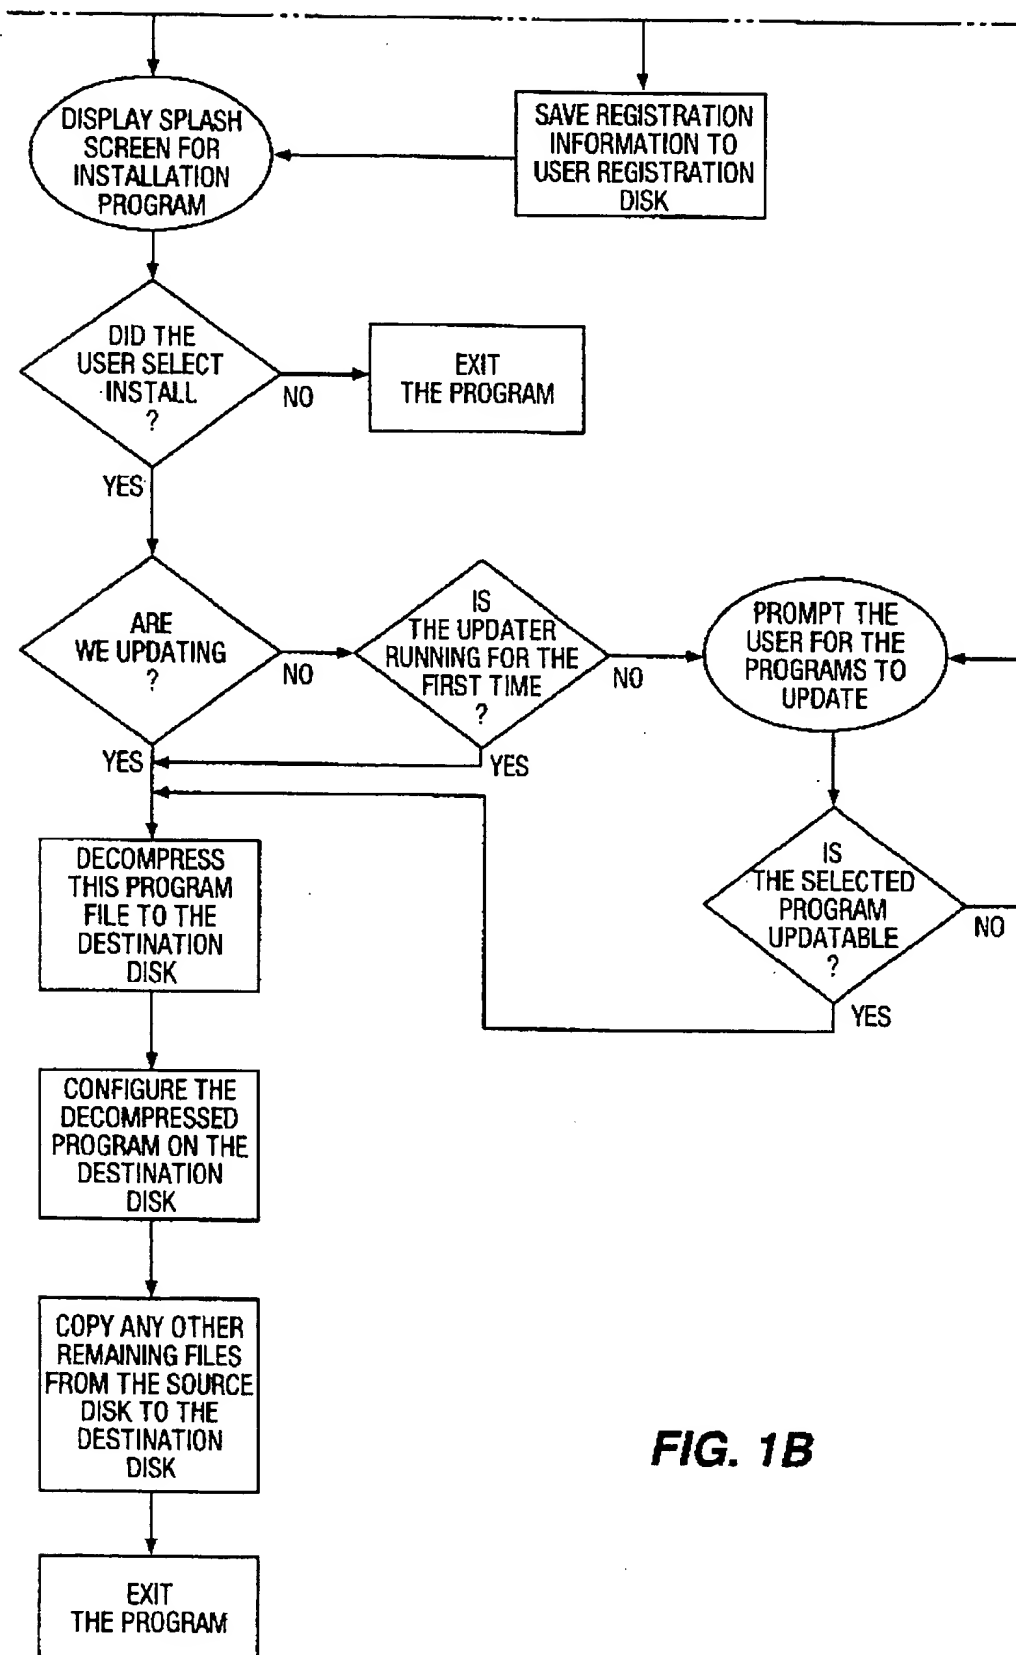 DISPLAY SPLASH
SCREEN FOR
INSTALLATION
PROGRAM
SAVE REGISTRATION
INFORMATION TO
USER REGISTRATION
DISK
DID THE
USER SELECT
INSTALL
?
NO
EXIT
THE PROGRAM
YES
ARE
WE UPDATING
?
NO
IS
THE UPDATER
RUNNING FOR THE
FIRST TIME
?
NO
PROMPT THE
USER FOR THE
PROGRAMS TO
UPDATE
YES
YES
IS
THE SELECTED
PROGRAM
UPDATABLE
?
NO
YES
DECOMPRESS
THIS PROGRAM
FILE TO THE
DESTINATION
DISK
CONFIGURE THE
DECOMPRESSED
PROGRAM ON THE
DESTINATION
DISK
COPY ANY OTHER
REMAINING FILES
FROM THE SOURCE
DISK TO THE
DESTINATION
DISK
EXIT
THE PROGRAM
FIG. 1B